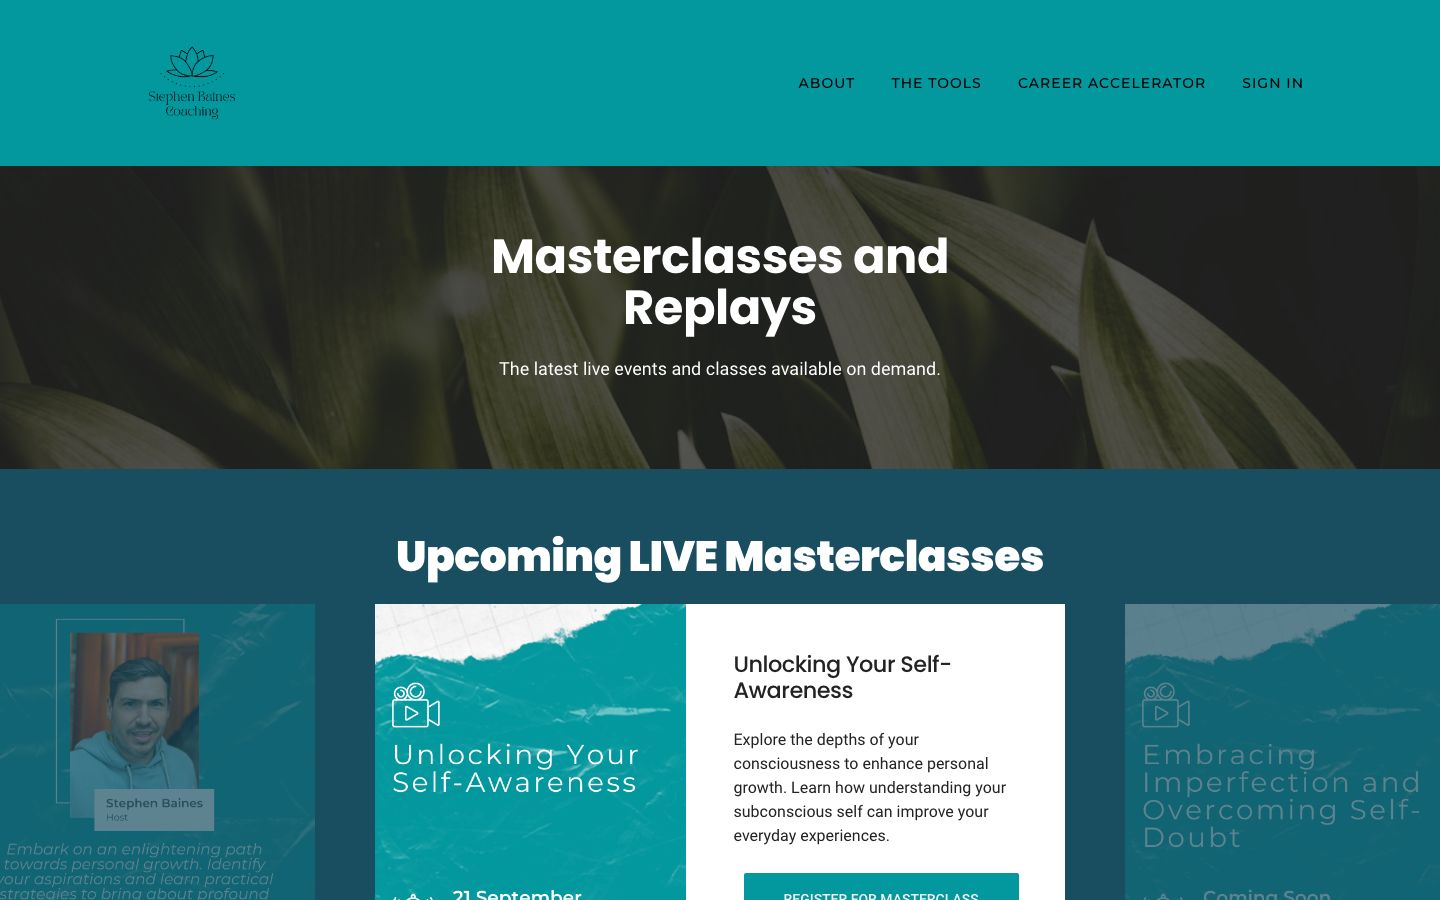 Stephen Baines
Coaching
ABOUT
THE TOOLS
CAREER ACCELERATOR
SIGN IN
Masterclasses and
Replays
The latest live events and classes available on demand.
Upcoming LIVE Masterclasses
Stephen Baines
Host
Embark on an enlightening path
towards personal growth. Identify
your aspirations and learn practical
strategies to bring about profound
Unlocking Your
Self-Awareness
21 September
Unlocking Your Self-
Awareness
Explore the depths of your
consciousness to enhance personal
growth. Learn how understanding your
subconscious self can improve your
everyday experiences.
REGISTER FOR MASTERCLASS
Embracing
Imperfection and
Overcoming Self-
Doubt
Coming Soon